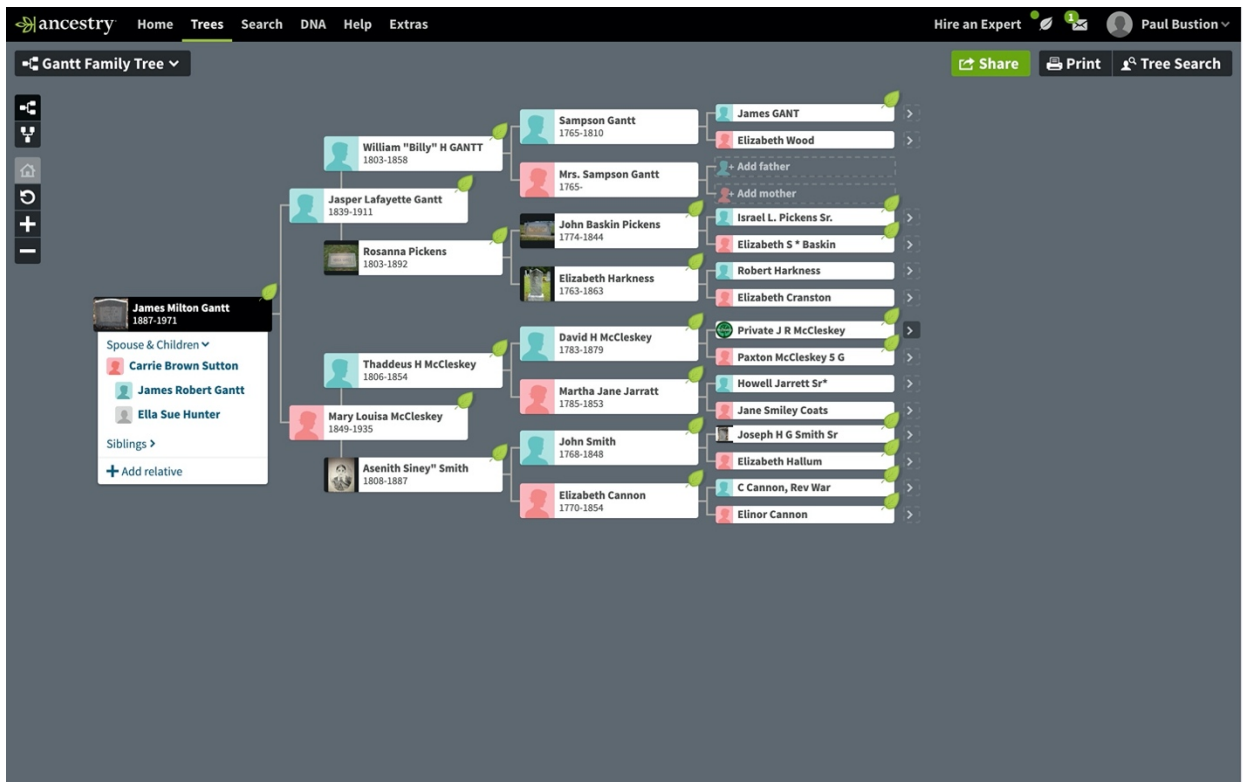 ancestry Home Trees Search DNA Help Extras Hire an Expert 1 Paul Bustion
Gantt Family Tree Share Print Tree Search
James Milton Gantt
1887-1971
Spouse & Children
Carrie Brown Sutton
James Robert Gantt
Ella Sue Hunter
Siblings
Add relative
Jasper Lafayette Gantt
1839-1911
Mary Louisa McCleskey
1849-1935
William "Billy" H GANTT
1803-1858
Rosanna Pickens
1803-1892
Thaddeus H McCleskey
1806-1854
Asenith Siney" Smith
1808-1887
Sampson Gantt
1765-1810
Mrs. Sampson Gantt
1765-
John Baskin Pickens
1774-1844
Elizabeth Harkness
1763-1863
David H McCleskey
1783-1879
Martha Jane Jarratt
1785-1853
John Smith
1768-1848
Elizabeth Cannon
1770-1854
James GANT
Elizabeth Wood
+ Add father
+ Add mother
Israel L. Pickens Sr.
Elizabeth S * Baskin
Robert Harkness
Elizabeth Cranston
Private J R McCleskey
Paxton McCleskey S G
Howell Jarrett Sr*
Jane Smiley Coats
Joseph H G Smith Sr
Elizabeth Hallum
C Cannon, Rev War
Elinor Cannon